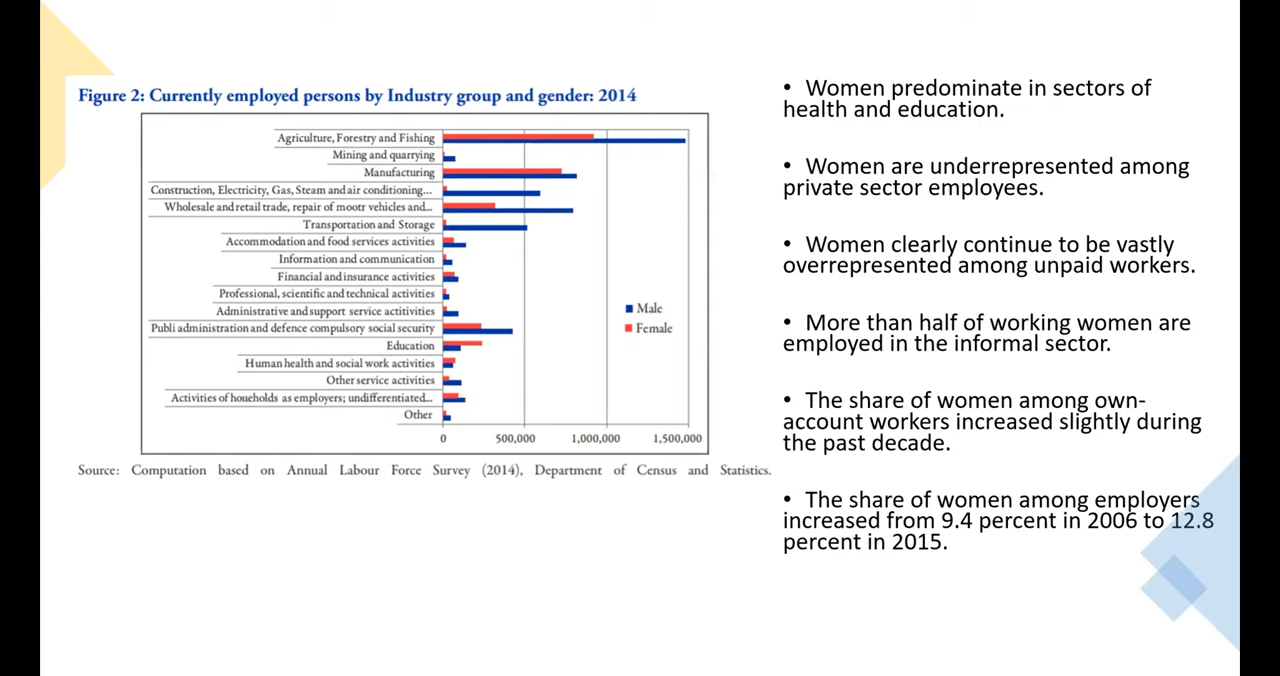 Figure 2: Currently employed persons by Industry group and gender: 2014
Agriculture, Forestry and Fishing
Mining and quarrying
Manufacturing
Construction, Electricity, Gas, Steam and air conditioning...
Wholesale and retail trade, repair of mootr vehicles and...
Transportation and Storage
Accommodation and food services activities
Information and communication
Financial and insurance activities
Professional, scientific and technical activities
Administrative and support service actitivities
Publi administration and defence compulsory social security
Education
Human health and social work activities
Other service activities
Activities of houeholds as employers; undifferentiated...
Other
Male
Female
0 500,000 1,000,000 1,500,000
Source: Computation based on Annual Labour Force Survey (2014), Department of Census and Statistics.
• Women predominate in sectors of
health and education.
• Women are underrepresented among
private sector employees.
• Women clearly continue to be vastly
overrepresented among unpaid workers.
• More than half of working women are
employed in the informal sector.
• The share of women among own-
account workers increased slightly during
the past decade.
• The share of women among employers
increased from 9.4 percent in 2006 to 12.8
percent in 2015.